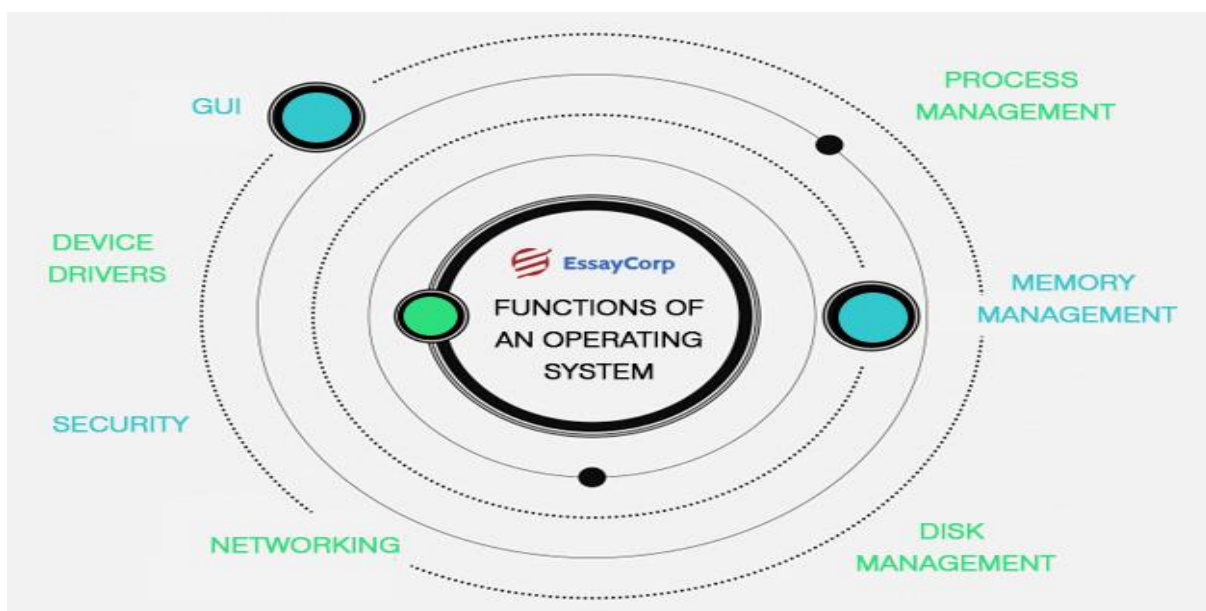 GUI
PROCESS
MANAGEMENT
DEVICE
DRIVERS
EssayCorp
FUNCTIONS OF
AN OPERATING
SYSTEM
MEMORY
MANAGEMENT
SECURITY
NETWORKING
DISK
MANAGEMENT